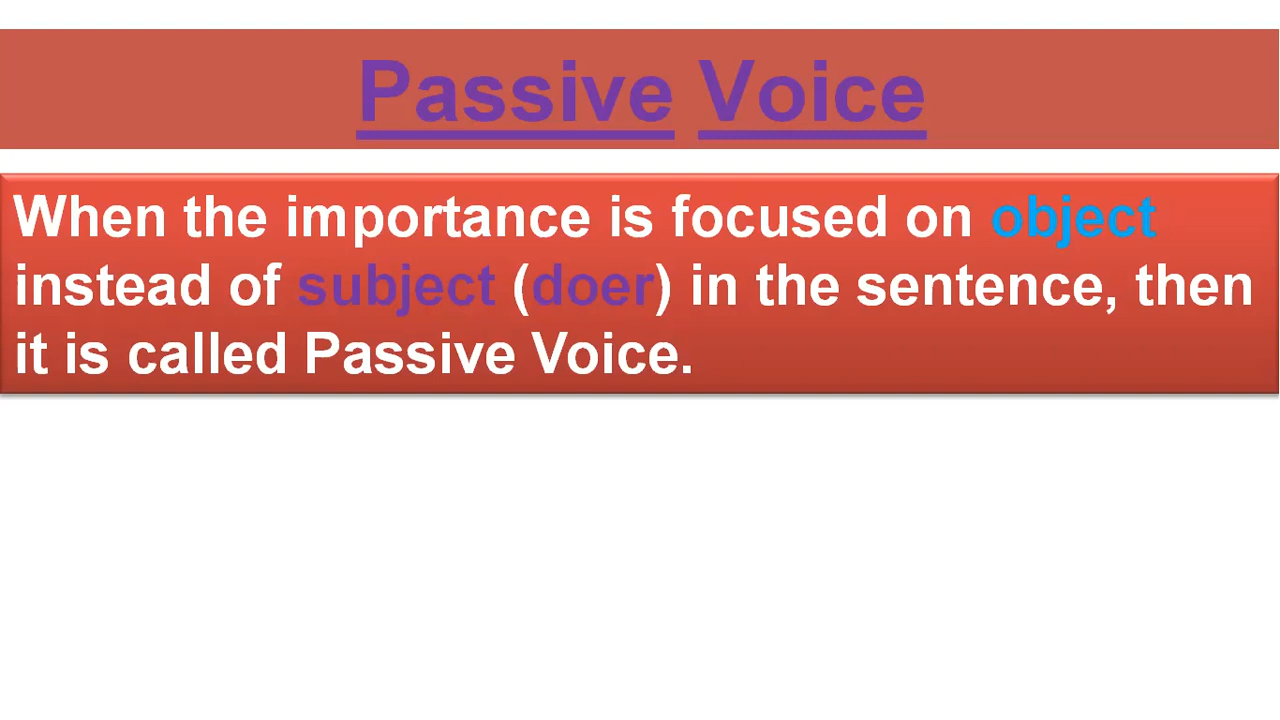 Passive Voice
When the importance is focused on object
instead of subject (doer) in the sentence, then
it is called Passive Voice.